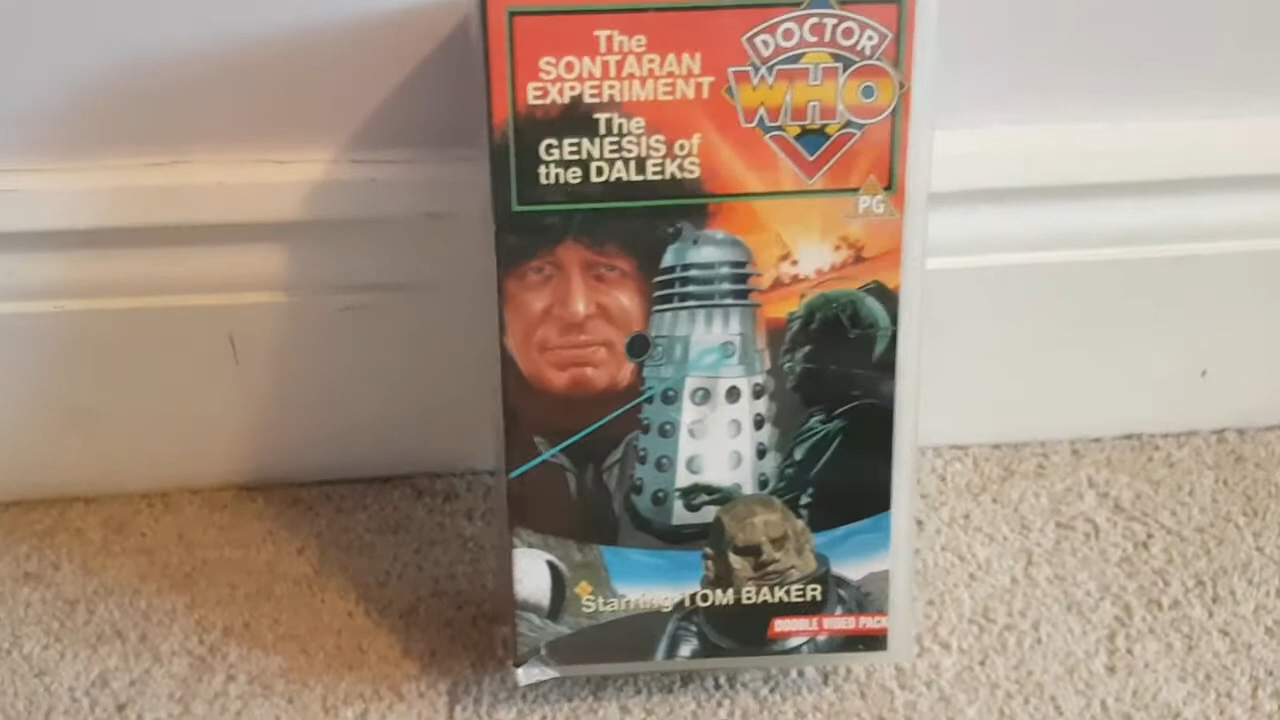 The
SONTARAN
EXPERIMENT
The
GENESIS of
the DALEKS
DOCTOR
WHO
PG
Starring TOM BAKER
DOUBLE VIDEO PACK